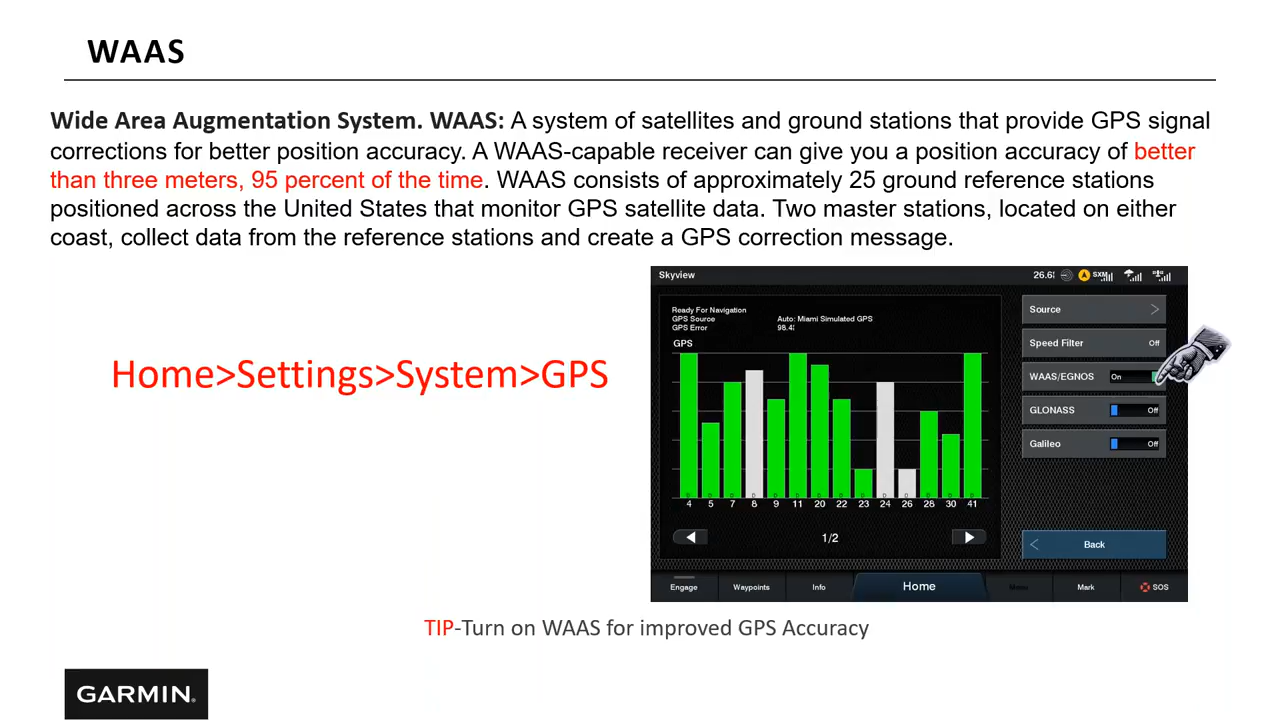 WAAS
Wide Area Augmentation System. WAAS: A system of satellites and ground stations that provide GPS signal
corrections for better position accuracy. A WAAS-capable receiver can give you a position accuracy of better
than three meters, 95 percent of the time. WAAS consists of approximately 25 ground reference stations
positioned across the United States that monitor GPS satellite data. Two master stations, located on either
coast, collect data from the reference stations and create a GPS correction message.
Home>Settings>System>GPS
Skyview
SXM
Ready For Navigation
GPS Source Auto: Miami Simulated GPS
GPS Error
GPS
4 5 7 8 9 11 20 22 23 24 26 28 30 41
1/2
Source
Speed Filter Off
WAAS/EGNOS On
GLONASS Off
Galileo Off
Back
Engage Waypoints Info Home Menu Mark SOS
TIP-Turn on WAAS for improved GPS Accuracy
GARMIN.